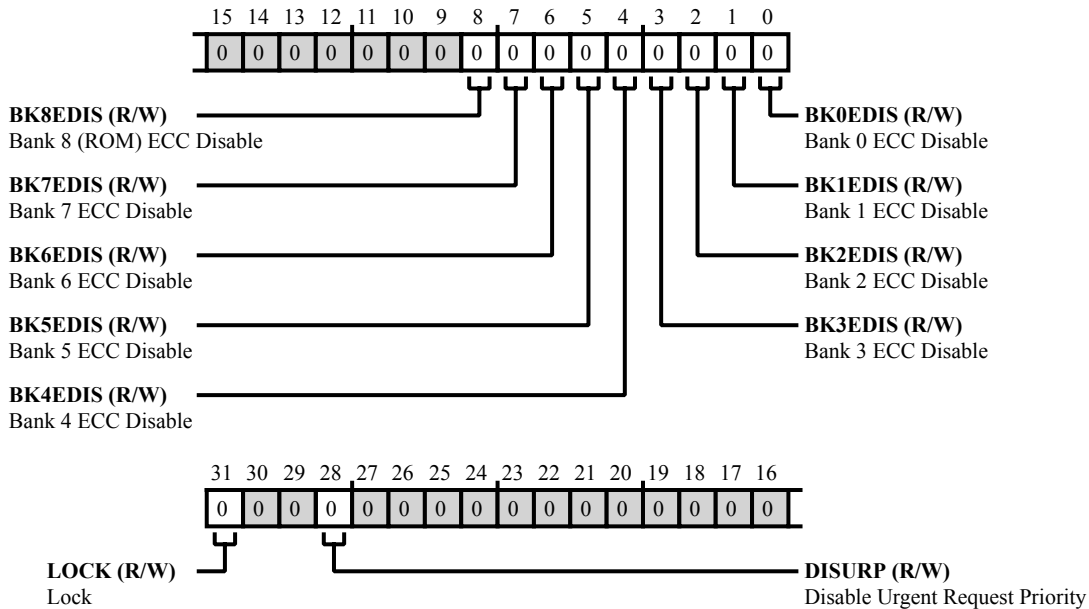 15 14 13 12 11 10 9 8 7 6 5 4 3 2 1 0
0 0 0 0 0 0 0 0 0 0 0 0 0 0 0 0
BK8EDIS (R/W)
Bank 8 (ROM) ECC Disable
BK7EDIS (R/W)
Bank 7 ECC Disable
BK6EDIS (R/W)
Bank 6 ECC Disable
BK5EDIS (R/W)
Bank 5 ECC Disable
BK4EDIS (R/W)
Bank 4 ECC Disable
BK0EDIS (R/W)
Bank 0 ECC Disable
BK1EDIS (R/W)
Bank 1 ECC Disable
BK2EDIS (R/W)
Bank 2 ECC Disable
BK3EDIS (R/W)
Bank 3 ECC Disable
31 30 29 28 27 26 25 24 23 22 21 20 19 18 17 16
0 0 0 0 0 0 0 0 0 0 0 0 0 0 0 0
LOCK (R/W)
Lock
DISURP (R/W)
Disable Urgent Request Priority